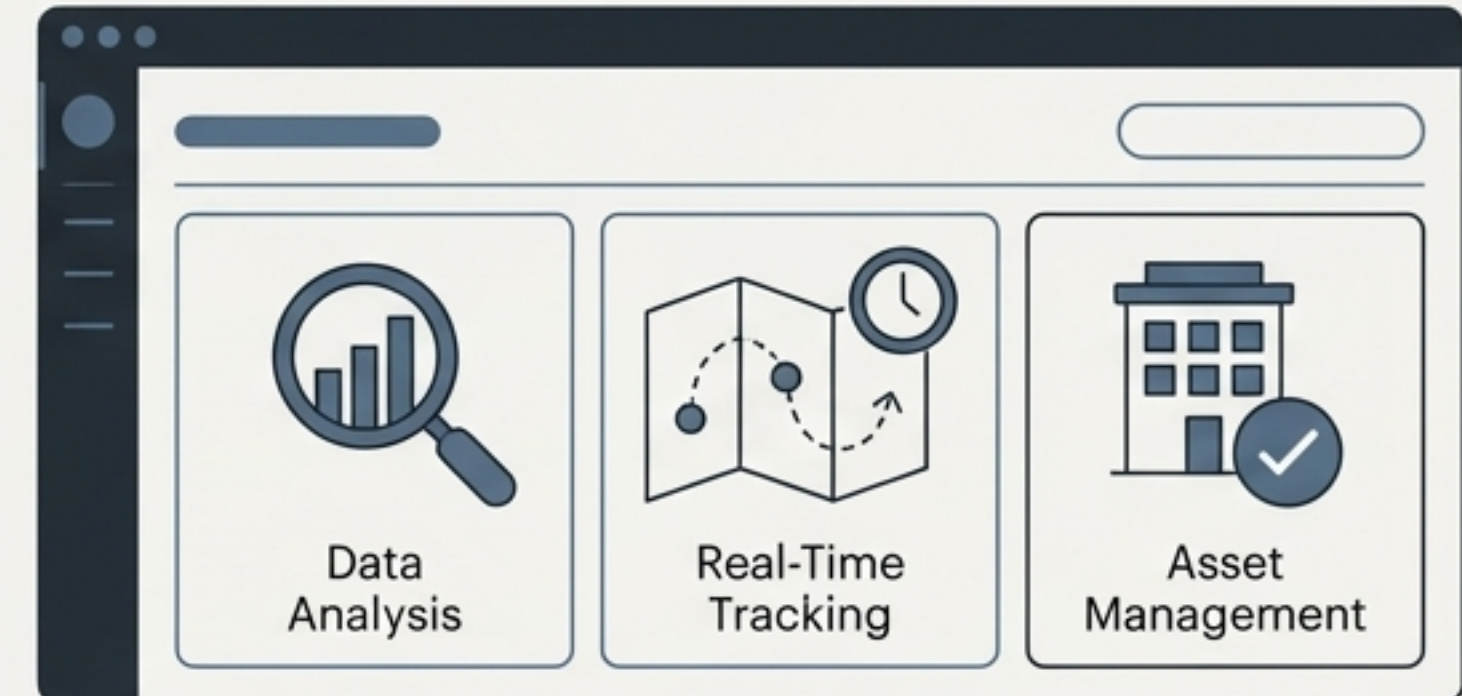 Data
Analysis
Real-Time
Tracking
Asset
Management